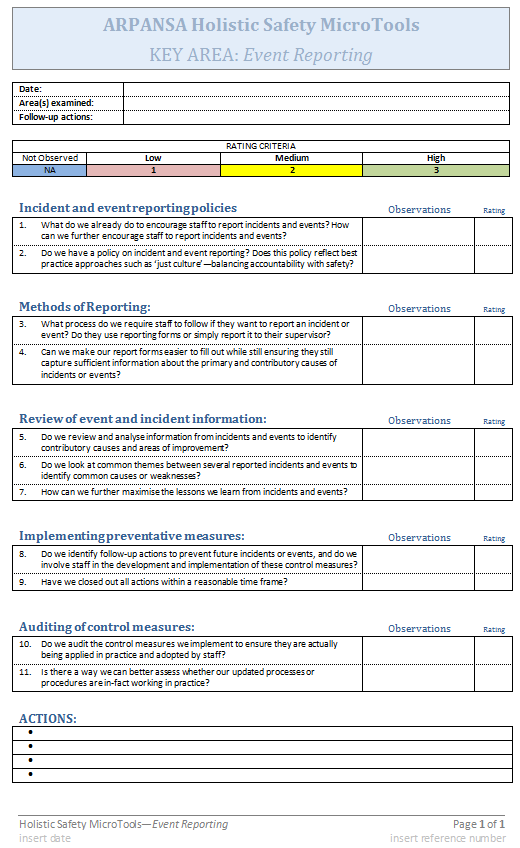 ARPANSA Holistic Safety MicroTools
KEY AREA: Event Reporting
Date:
Area(s) examined:
Follow-up actions:
RATING CRITERIA
Not Observed Low Medium High
NA 1 2 3
Incident and event reporting policies Observations Rating
1. What do we already do to encourage staff to report incidents and events? How
can we further encourage staff to report incidents and events?
2. Do we have a policy on incident and event reporting? Does this policy reflect best
practice approaches such as 'just culture'—balancing accountability with safety?
Methods of Reporting: Observations Rating
3. What process do we require staff to follow if they want to report an incident or
event? Do they use reporting forms or simply report it to their supervisor?
4. Can we make our report forms easier to fill out while still ensuring they still
capture sufficient information about the primary and contributory causes of
incidents or events?
Review of event and incident information: Observations Rating
5. Do we review and analyse information from incidents and events to identify
contributory causes and areas of improvement?
6. Do we look at common themes between several reported incidents and events to
identify common causes or weaknesses?
7. How can we further maximise the lessons we learn from incidents and events?
Implementing preventative measures: Observations Rating
8. Do we identify follow-up actions to prevent future incidents or events, and do we
involve staff in the development and implementation of these control measures?
9. Have we closed out all actions within a reasonable time frame?
Auditing of control measures: Observations Rating
10. Do we audit the control measures we implement to ensure they are actually
being applied in practice and adopted by staff?
11. Is there a way we can better assess whether our updated processes or
procedures are in-fact working in practice?
ACTIONS:
•
•
•
•
Holistic Safety MicroTools—Event Reporting Page 1 of 1
insert date insert reference number